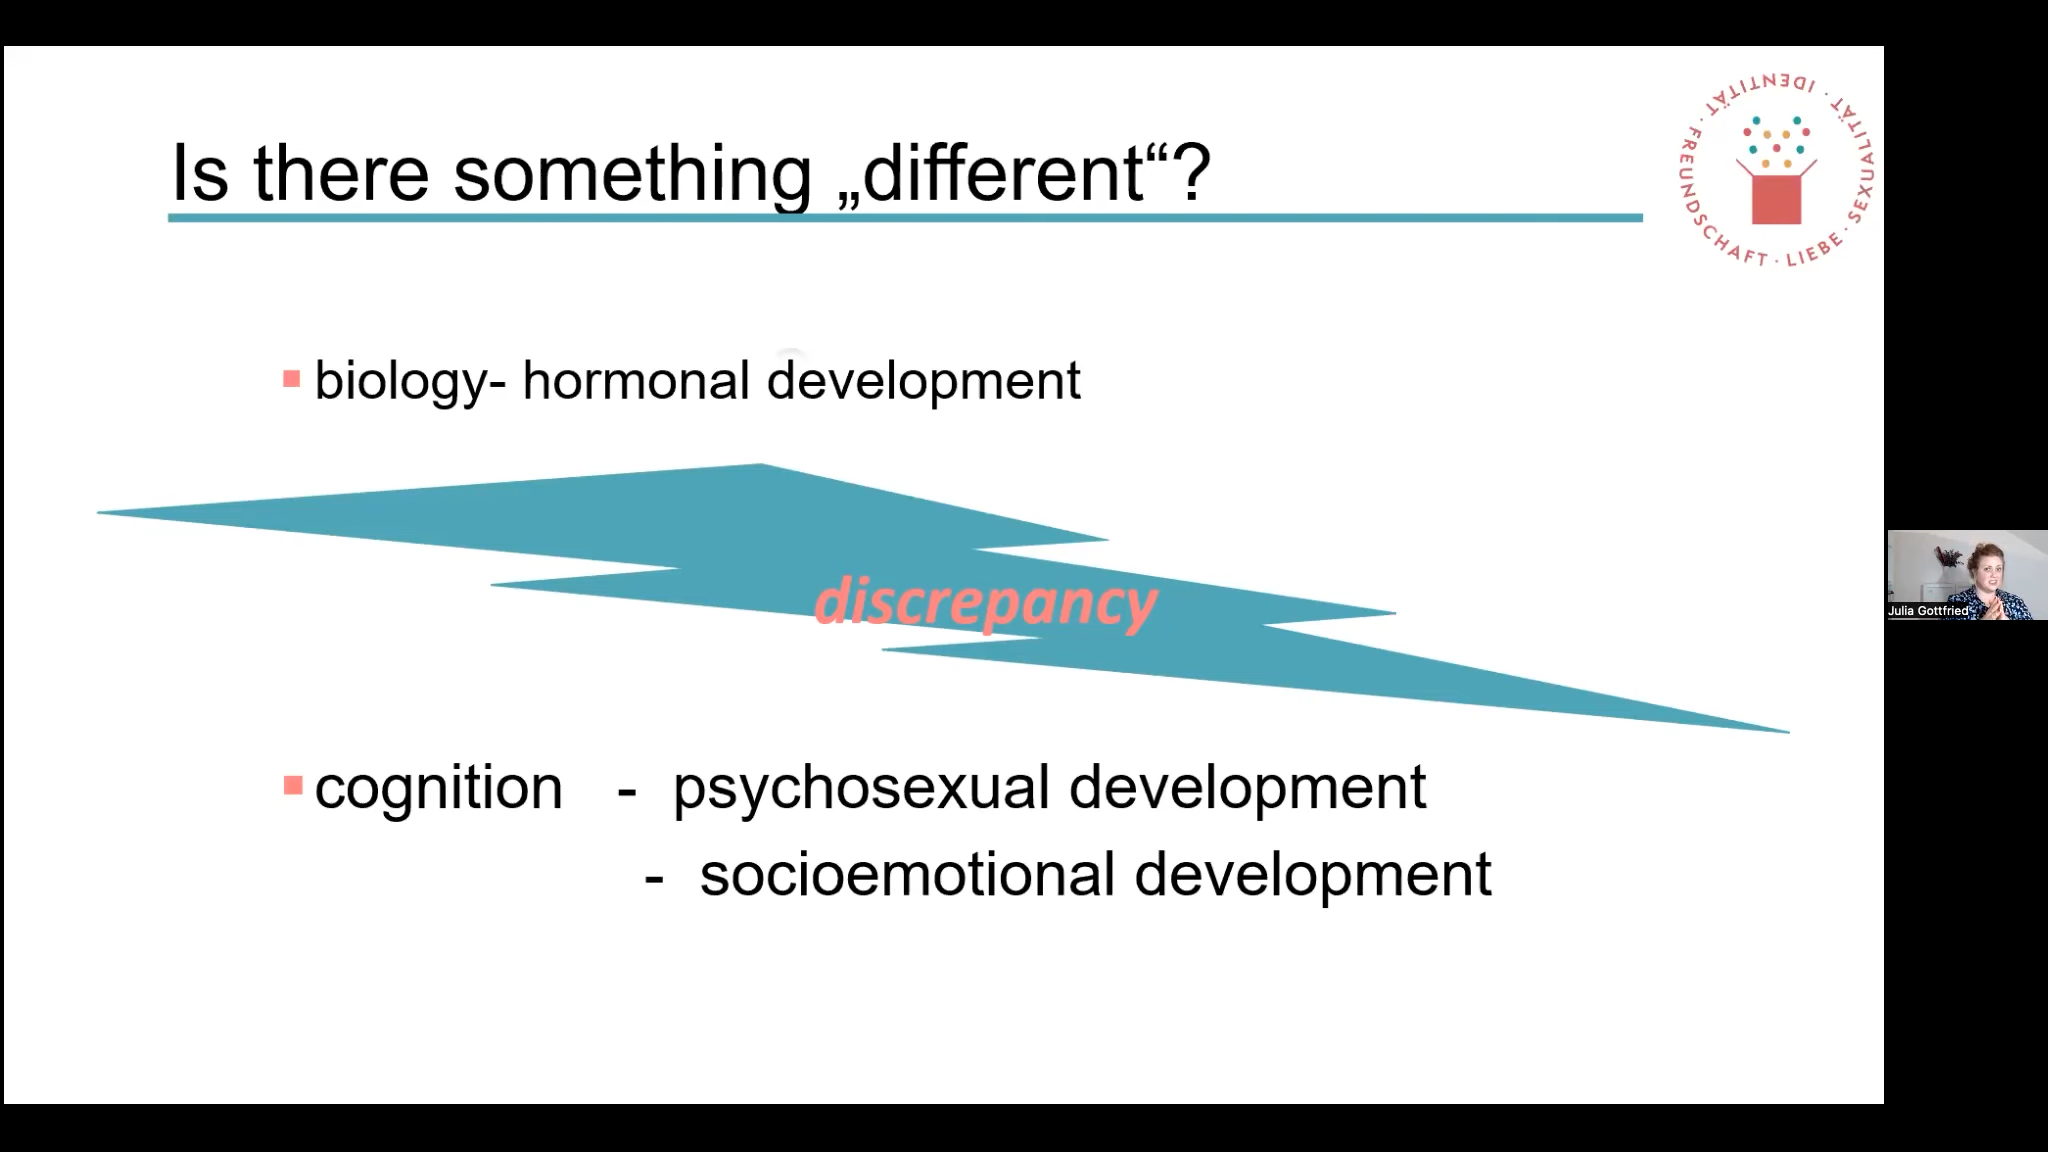 Is there something „different“?
FREUNDSCHAFT · LIEBE · SEXUALITÄT · IDENTITÄT ·
biology- hormonal development
discrepancy
Julia Gottfried
cognition - psychosexual development
- socioemotional development